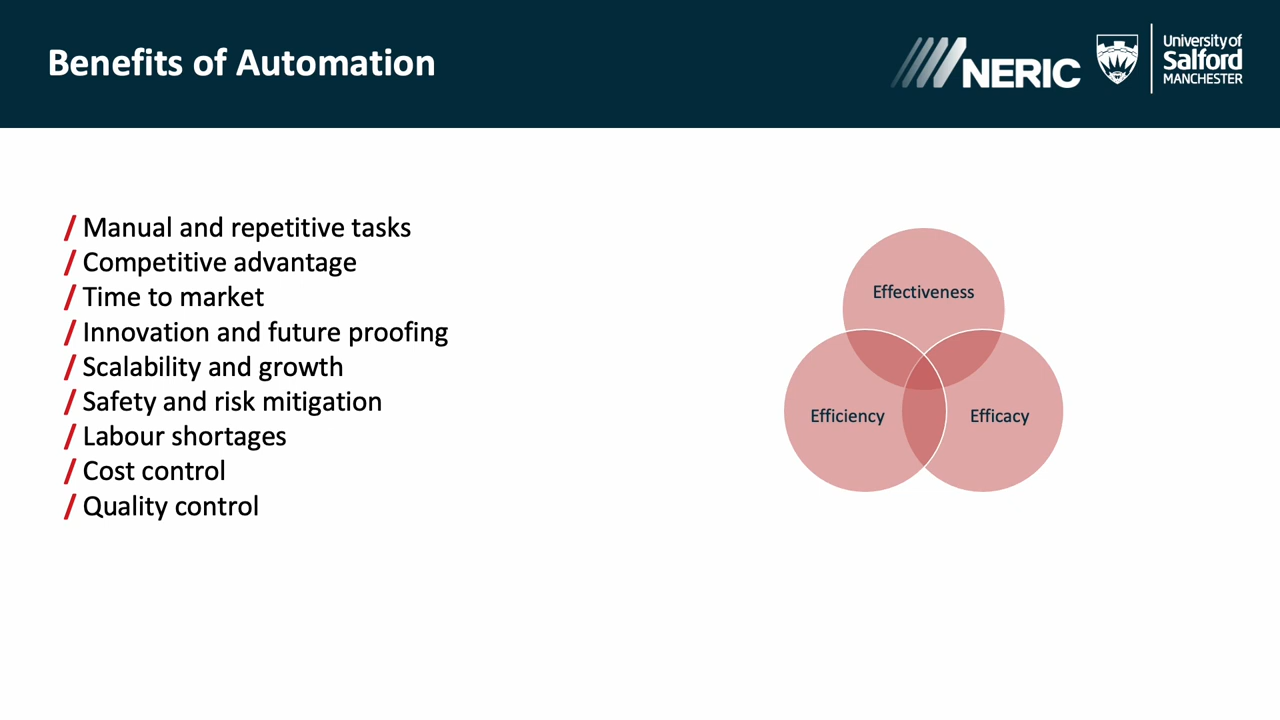 Benefits of Automation
NERIC
University of
Salford
MANCHESTER
/ Manual and repetitive tasks
/ Competitive advantage
/ Time to market
/ Innovation and future proofing
/ Scalability and growth
/ Safety and risk mitigation
/ Labour shortages
/ Cost control
/ Quality control
Effectiveness
Efficiency
Efficacy